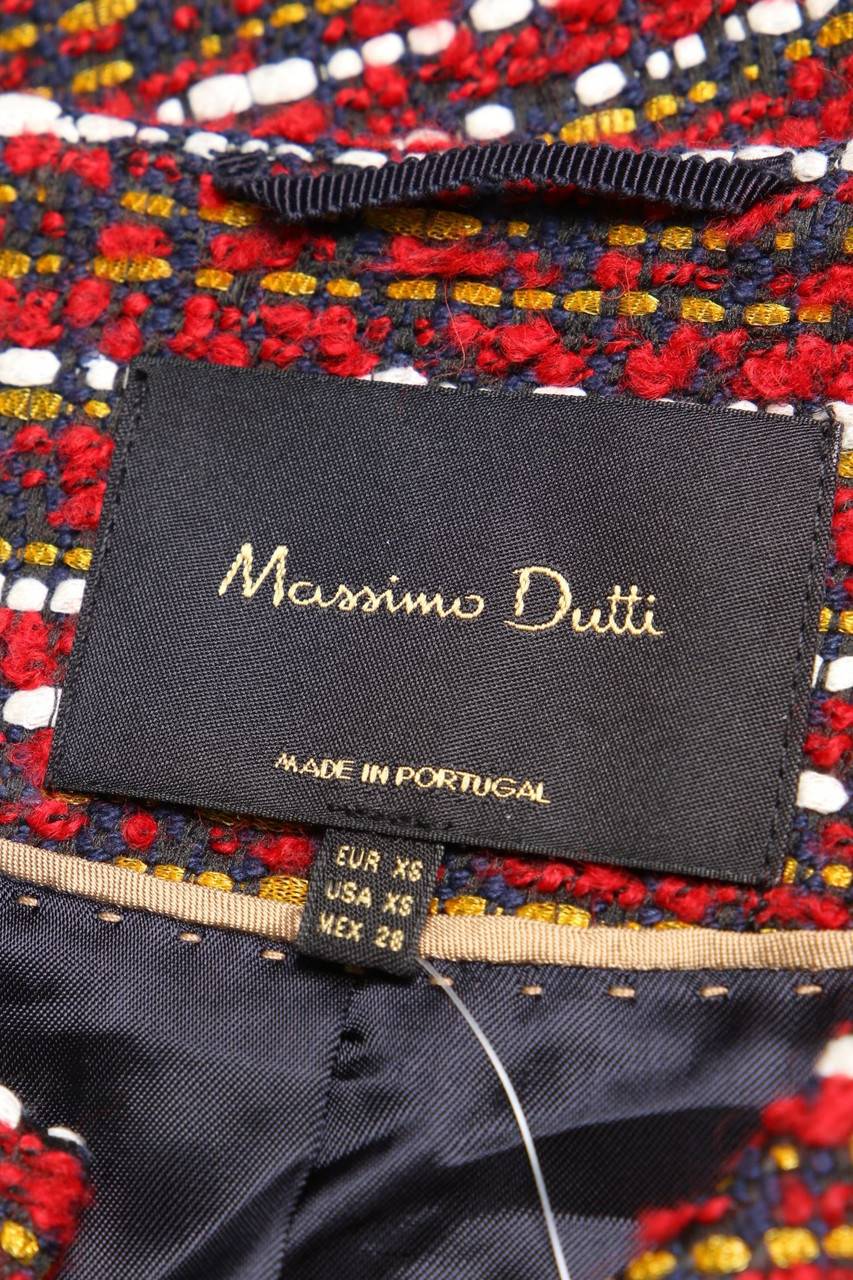 Massimo Dutti
MADE IN PORTUGAL
EUR XS
USA XS
MEX 28